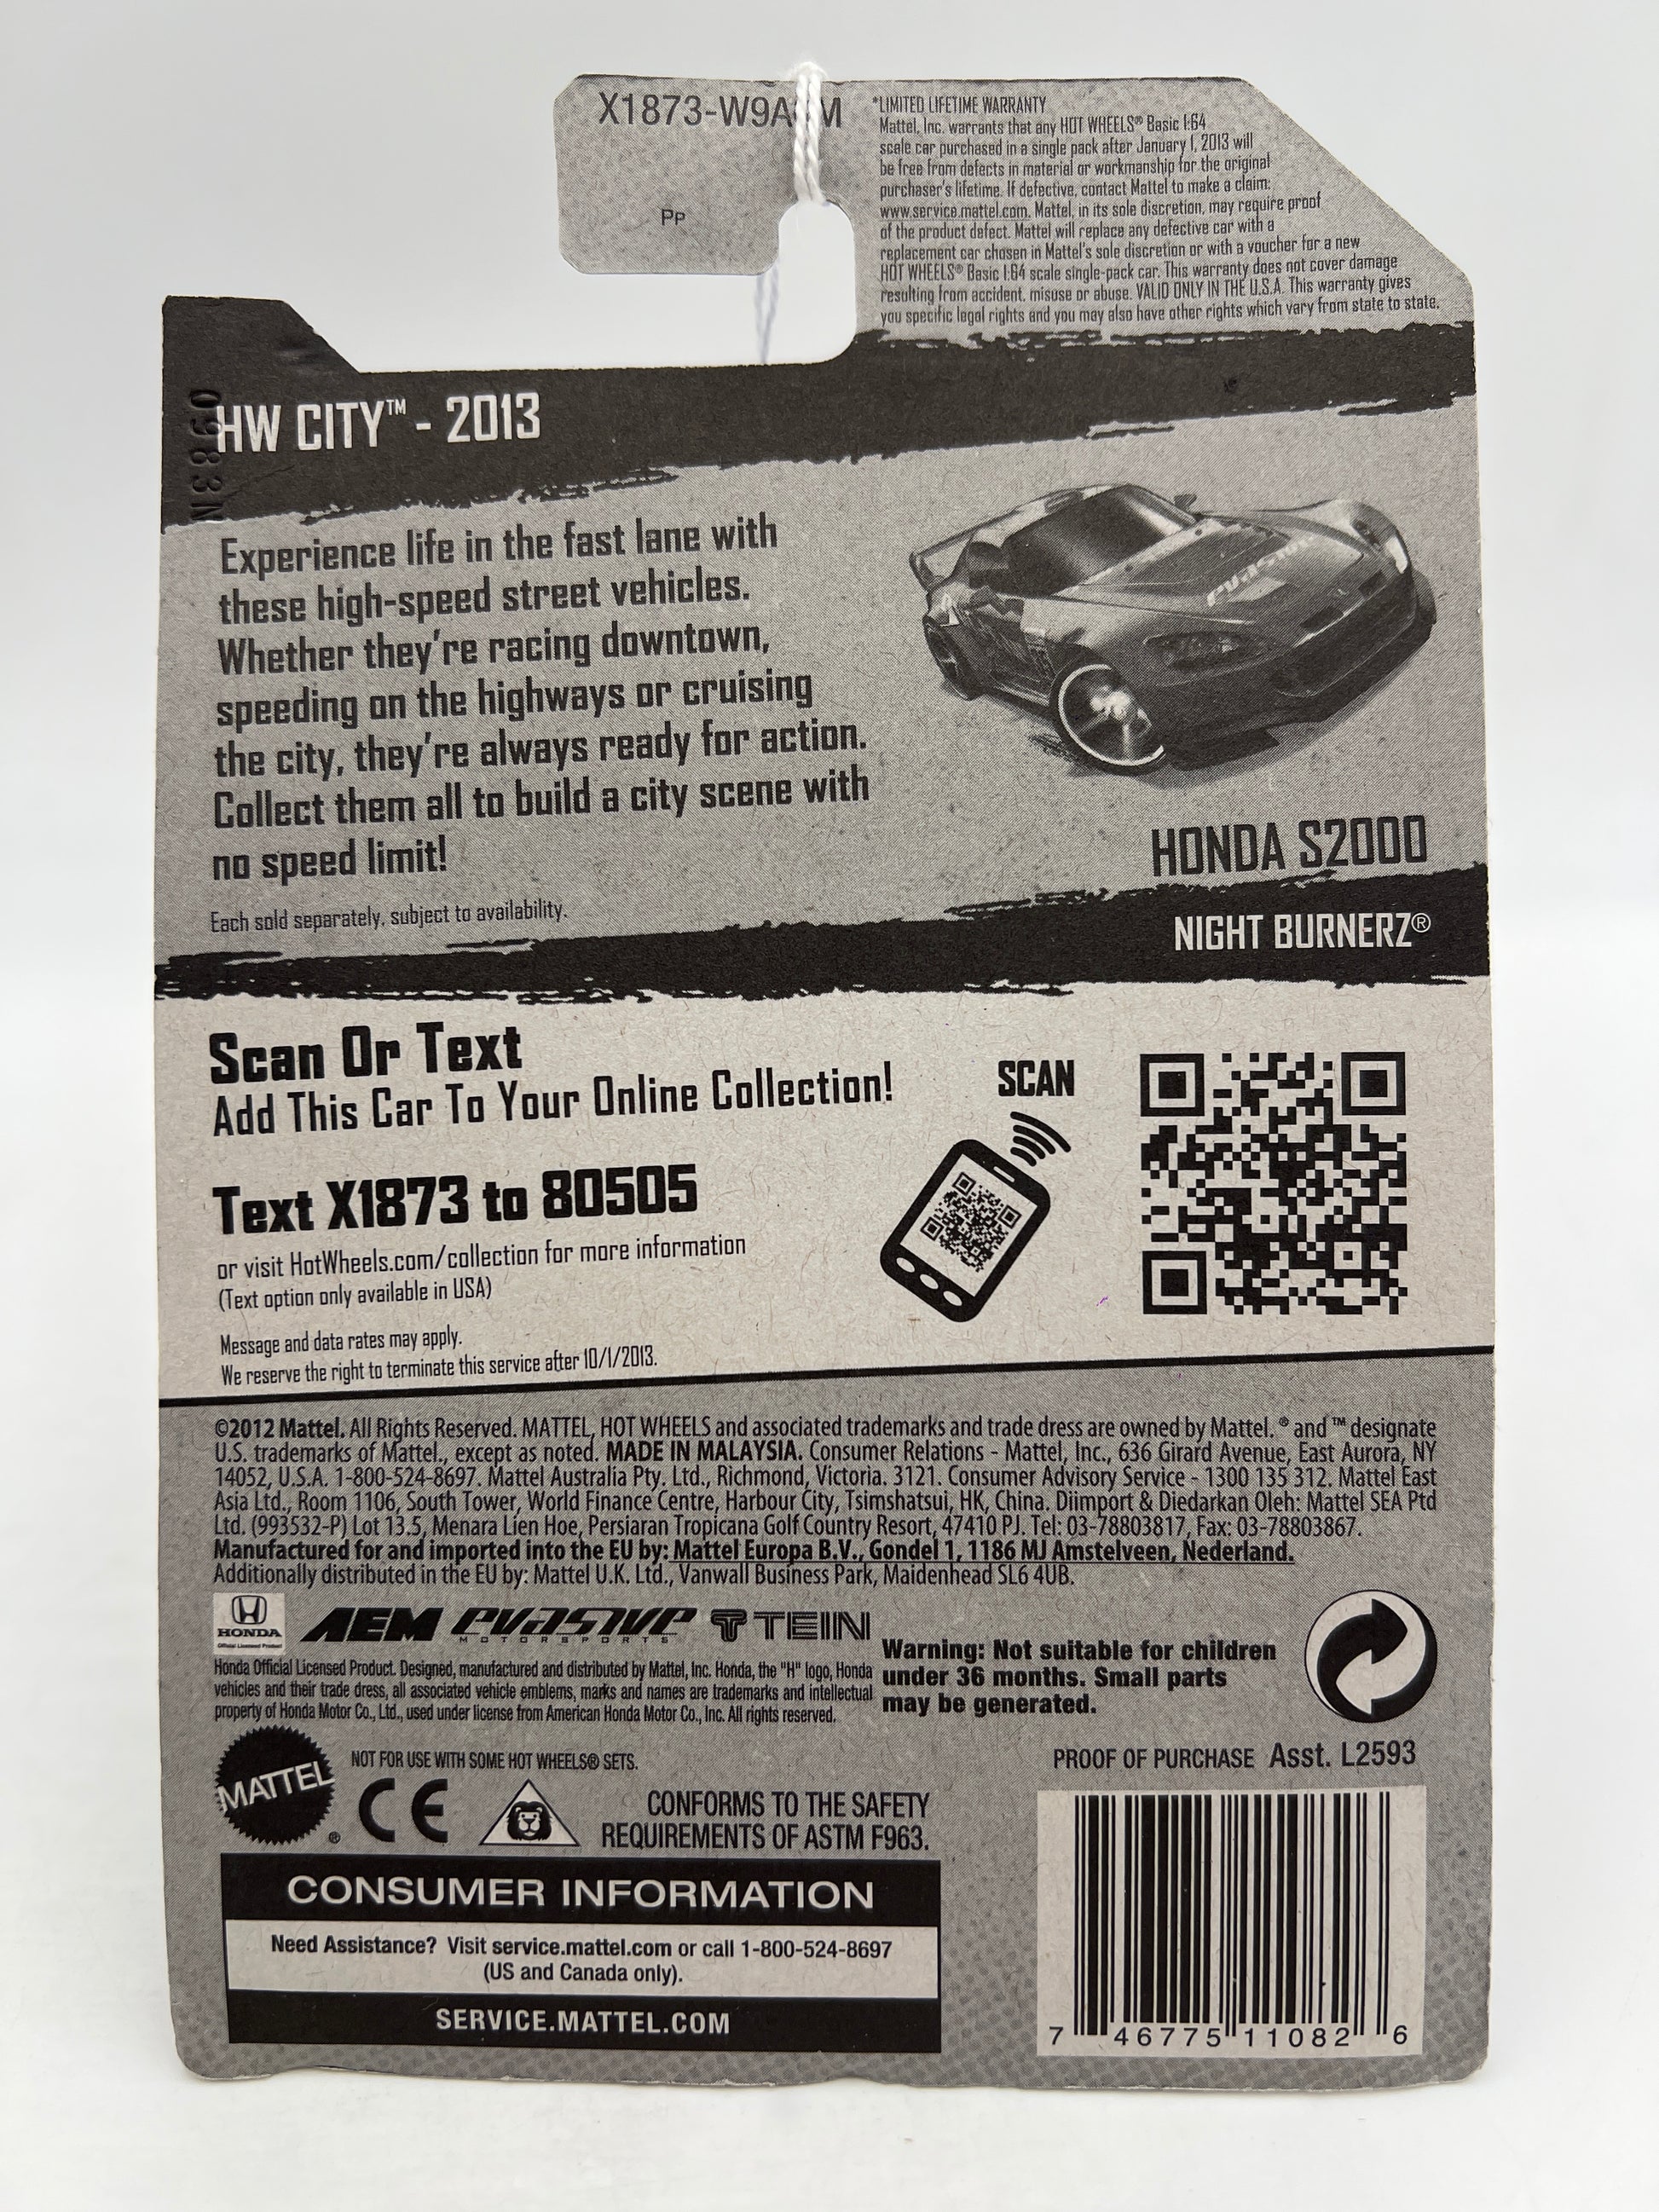 X1873-W9A
M
Pp
*LIMITED LIFETIME WARRANTY
Mattel, Inc. warrants that any HOT WHEELS® Basic 1:64
scale car purchased in a single pack after January 1, 2013 will
be free from defects in material or workmanship for the original
purchaser's lifetime. If defective, contact Mattel to make a claim:
www.service.mattel.com. Mattel, in its sole discretion, may require proof
of the product defect. Mattel will replace any defective car with a
replacement car chosen in Mattel's sole discretion or with a voucher for a new
HOT WHEELS® Basic 1:64 scale single-pack car. This warranty does not cover damage
resulting from accident, misuse or abuse. VALID ONLY IN THE U.S.A. This warranty gives
you specific legal rights and you may also have other rights which vary from state to state.
HW CITY™ - 2013
Experience life in the fast lane with
these high-speed street vehicles.
Whether they're racing downtown,
speeding on the highways or cruising
the city, they're always ready for action.
Collect them all to build a city scene with
no speed limit!
Each sold separately, subject to availability.
evasive
HONDA S2000
NIGHT BURNERZ®
Scan Or Text
Add This Car To Your Online Collection!
SCAN
Text X1873 to 80505
or visit HotWheels.com/collection for more information
(Text option only available in USA)
Message and data rates may apply.
We reserve the right to terminate this service after 10/1/2013.
©2012 Mattel. All Rights Reserved. MATTEL, HOT WHEELS and associated trademarks and trade dress are owned by Mattel. ® and ™ designate
U.S. trademarks of Mattel., except as noted. MADE IN MALAYSIA. Consumer Relations - Mattel, Inc., 636 Girard Avenue, East Aurora, NY
14052, U.S.A. 1-800-524-8697. Mattel Australia Pty. Ltd., Richmond, Victoria. 3121. Consumer Advisory Service - 1300 135 312. Mattel East
Asia Ltd., Room 1106, South Tower, World Finance Centre, Harbour City, Tsimshatsui, HK, China. Diimport & Diedarkan Oleh: Mattel SEA Ptd
Ltd. (993532-P) Lot 13.5, Menara Lien Hoe, Persiaran Tropicana Golf Country Resort, 47410 PJ. Tel: 03-78803817, Fax: 03-78803867.
Manufactured for and imported into the EU by: Mattel Europa B.V., Gondel 1, 1186 MJ Amstelveen, Nederland.
Additionally distributed in the EU by: Mattel U.K. Ltd., Vanwall Business Park, Maidenhead SL6 4UB.
HONDA
Official Licensed Product
AEM evasive MOTORSPORTS TEIN
Honda Official Licensed Product. Designed, manufactured and distributed by Mattel, Inc. Honda, the "H" logo, Honda
vehicles and their trade dress, all associated vehicle emblems, marks and names are trademarks and intellectual
property of Honda Motor Co., Ltd., used under license from American Honda Motor Co., Inc. All rights reserved.
Warning: Not suitable for children
under 36 months. Small parts
may be generated.
MATTEL®
NOT FOR USE WITH SOME HOT WHEELS® SETS.
CE
CONFORMS TO THE SAFETY
REQUIREMENTS OF ASTM F963.
PROOF OF PURCHASE Asst. L2593
CONSUMER INFORMATION
Need Assistance? Visit service.mattel.com or call 1-800-524-8697
(US and Canada only).
SERVICE.MATTEL.COM
7 46775 11082 6